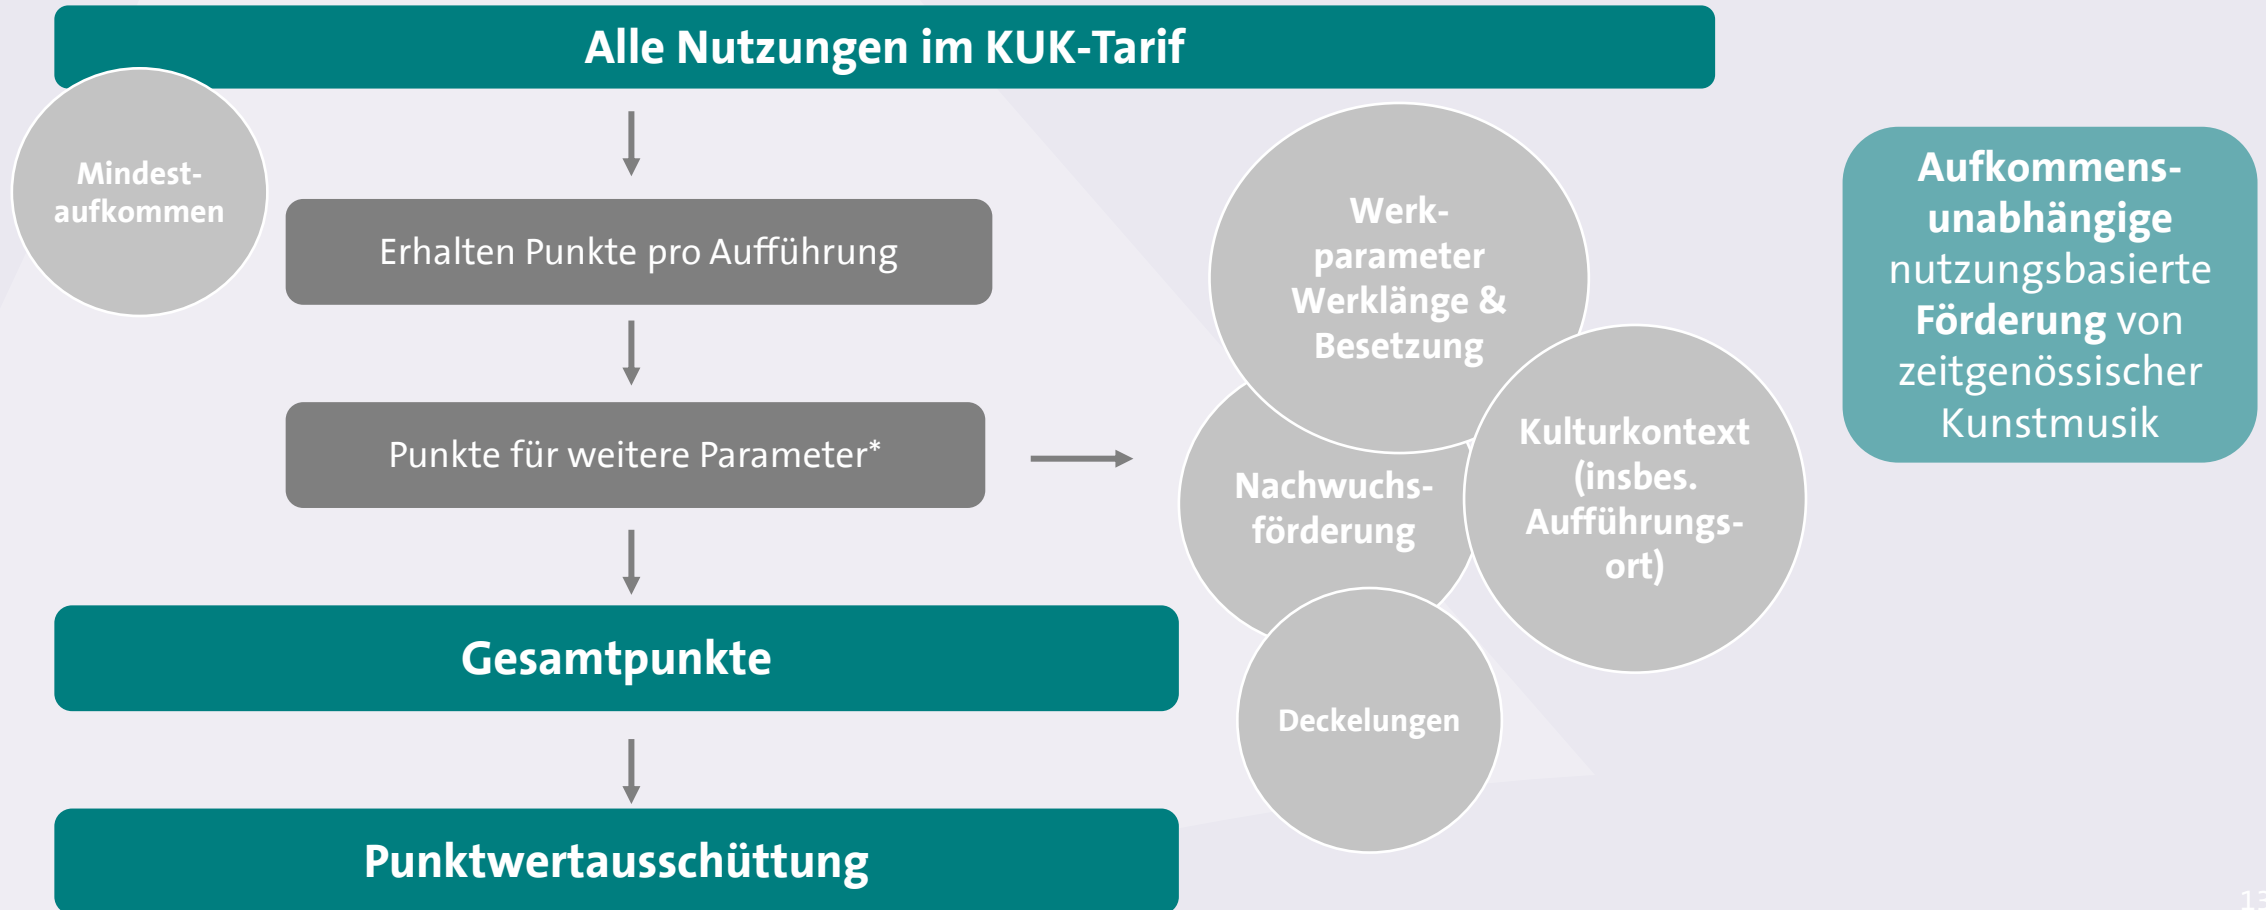 Alle Nutzungen im KUK-Tarif
Mindest-
aufkommen
Erhalten Punkte pro Aufführung
Punkte für weitere Parameter*
Gesamtpunkte
Punktwertausschüttung
Werk-
parameter
Werklänge &
Besetzung
Nachwuchs-
förderung
Kulturkontext
(insbes.
Aufführungs-
ort)
Deckelungen
Aufkommens-
unabhängige
nutzungsbasierte
Förderung von
zeitgenössischer
Kunstmusik